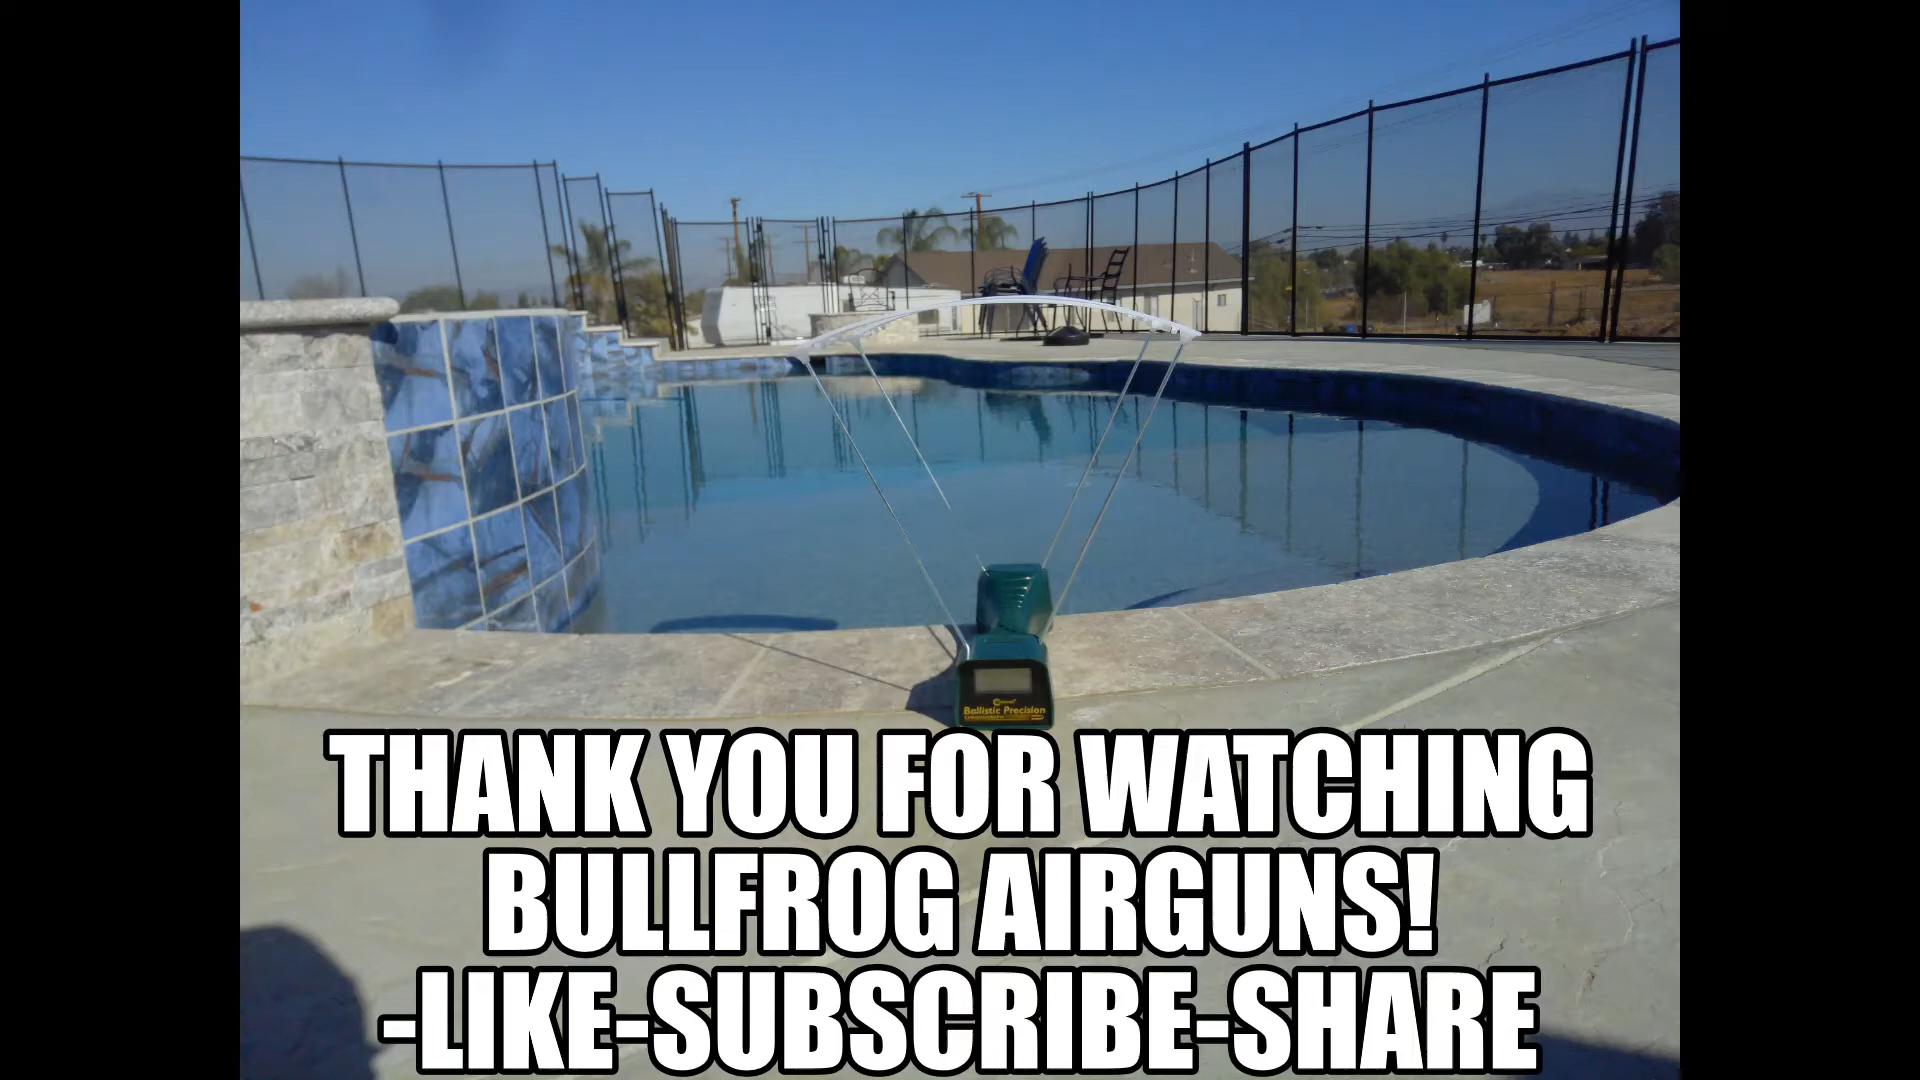 Ballistic Precision
THANK YOU FOR WATCHING
BULLFROG AIRGUNS!
-LIKE-SUBSCRIBE-SHARE